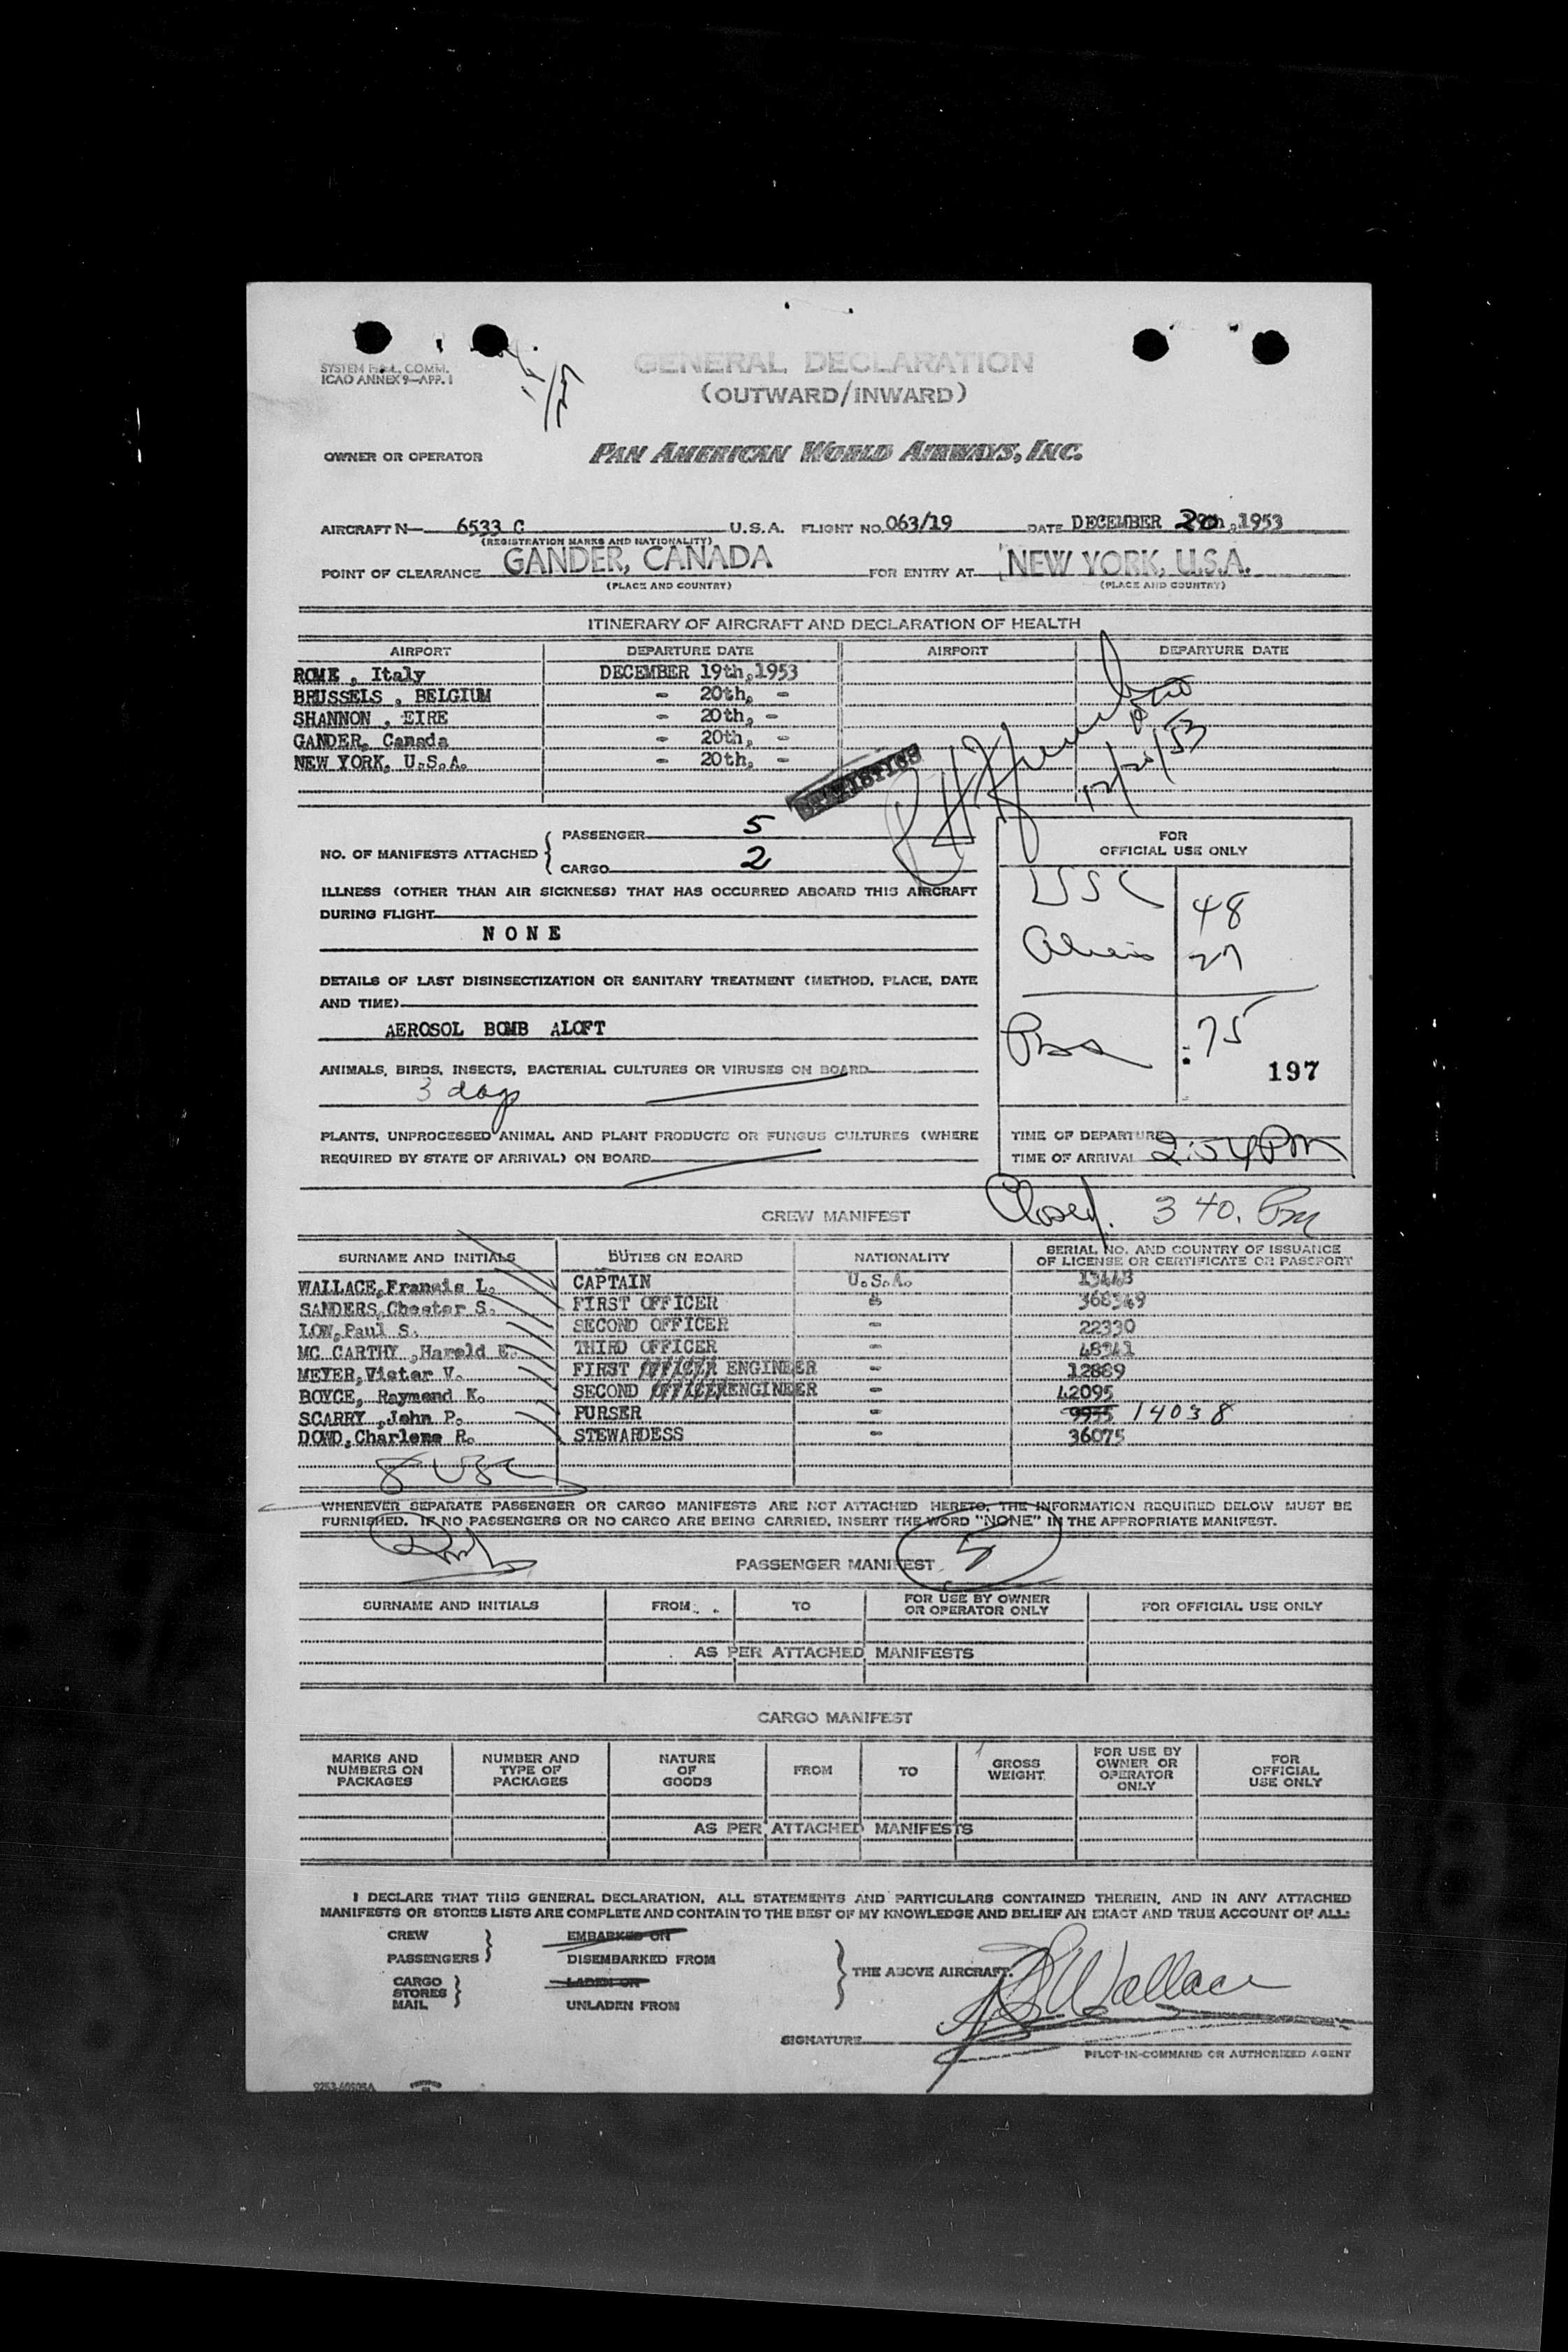 SYSTEM FORM, COMM.
ICAO ANNEX 9—APP. 1
GENERAL DECLARATION
(OUTWARD/INWARD)
OWNER OR OPERATOR PAN AMERICAN WORLD AIRWAYS, INC.
AIRCRAFT N— 6533 C U.S.A. FLIGHT NO. 063/19 DATE DECEMBER 20th, 1953
(REGISTRATION MARKS AND NATIONALITY)
POINT OF CLEARANCE GANDER, CANADA FOR ENTRY AT NEW YORK, U.S.A.
(PLACE AND COUNTRY) (PLACE AND COUNTRY)
ITINERARY OF AIRCRAFT AND DECLARATION OF HEALTH
AIRPORT DEPARTURE DATE AIRPORT DEPARTURE DATE
ROME , Italy DECEMBER 19th,1953
BRUSSELS , BELGIUM - 20th, -
SHANNON , EIRE - 20th, -
GANDER, Canada - 20th, -
NEW YORK, U.S.A. - 20th, -
STATISTICS
12/20/53
NO. OF MANIFESTS ATTACHED { PASSENGER 5
CARGO 2
FOR
OFFICIAL USE ONLY
ILLNESS (OTHER THAN AIR SICKNESS) THAT HAS OCCURRED ABOARD THIS AIRCRAFT
DURING FLIGHT
NONE
USC 48
Aliens 27
75
197
DETAILS OF LAST DISINSECTIZATION OR SANITARY TREATMENT (METHOD, PLACE, DATE
AND TIME)
AEROSOL BOMB ALOFT
ANIMALS, BIRDS, INSECTS, BACTERIAL CULTURES OR VIRUSES ON BOARD
3 dogs
PLANTS, UNPROCESSED ANIMAL AND PLANT PRODUCTS OR FUNGUS CULTURES (WHERE
REQUIRED BY STATE OF ARRIVAL) ON BOARD
TIME OF DEPARTURE
TIME OF ARRIVAL 2:54 PM
Closed. 3 40. Pm
CREW MANIFEST
SURNAME AND INITIALS DUTIES ON BOARD NATIONALITY SERIAL NO. AND COUNTRY OF ISSUANCE
OF LICENSE OR CERTIFICATE OR PASSPORT
WALLACE,Francis L. CAPTAIN U.S.A. 13443
SANDERS,Chester S. FIRST OFFICER - 368349
LOW,Paul S. SECOND OFFICER - 22330
MC CARTHY ,Harold E. THIRD OFFICER - 48341
MEYER,Victor V. FIRST OFFICER ENGINEER - 12889
BOYCE, Raymond K. SECOND OFFICER ENGINEER - 42095
SCARRY ,John P. PURSER - 9955 14038
DOWD,Charlene R. STEWARDESS - 36075
8 USC
WHENEVER SEPARATE PASSENGER OR CARGO MANIFESTS ARE NOT ATTACHED HERETO, THE INFORMATION REQUIRED BELOW MUST BE
FURNISHED. IF NO PASSENGERS OR NO CARGO ARE BEING CARRIED, INSERT THE WORD "NONE" IN THE APPROPRIATE MANIFEST.
PASSENGER MANIFEST 5
SURNAME AND INITIALS FROM TO FOR USE BY OWNER
OR OPERATOR ONLY FOR OFFICIAL USE ONLY
AS PER ATTACHED MANIFESTS
CARGO MANIFEST
MARKS AND
NUMBERS ON
PACKAGES NUMBER AND
TYPE OF
PACKAGES NATURE
OF
GOODS FROM TO GROSS
WEIGHT FOR USE BY
OWNER OR
OPERATOR
ONLY FOR
OFFICIAL
USE ONLY
AS PER ATTACHED MANIFESTS
I DECLARE THAT THIS GENERAL DECLARATION, ALL STATEMENTS AND PARTICULARS CONTAINED THEREIN, AND IN ANY ATTACHED
MANIFESTS OR STORES LISTS ARE COMPLETE AND CONTAIN TO THE BEST OF MY KNOWLEDGE AND BELIEF AN EXACT AND TRUE ACCOUNT OF ALL:
CREW EMBARKED ON
PASSENGERS DISEMBARKED FROM
THE ABOVE AIRCRAFT.
CARGO LADEN ON
STORES
MAIL UNLADEN FROM
SIGNATURE Wallace
PILOT-IN-COMMAND OR AUTHORIZED AGENT